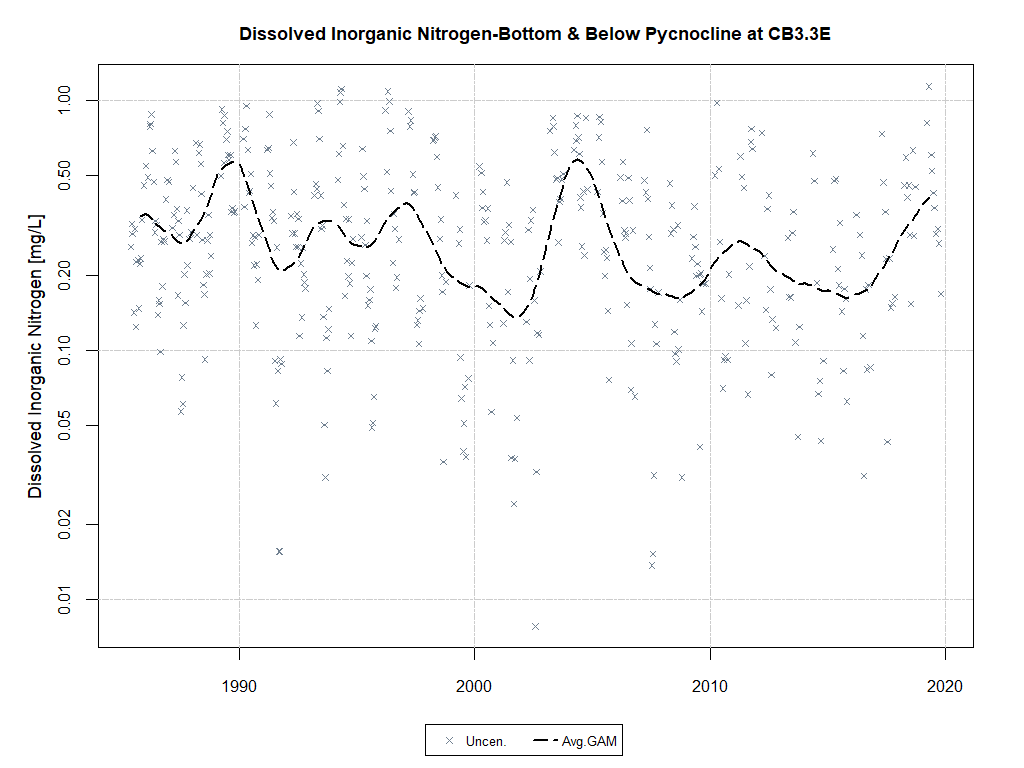 Dissolved Inorganic Nitrogen-Bottom & Below Pycnocline at CB3.3E
Dissolved Inorganic Nitrogen [mg/L]
1.00
0.50
0.20
0.10
0.05
0.02
0.01
1990
2000
2010
2020
Uncen.
Avg.GAM